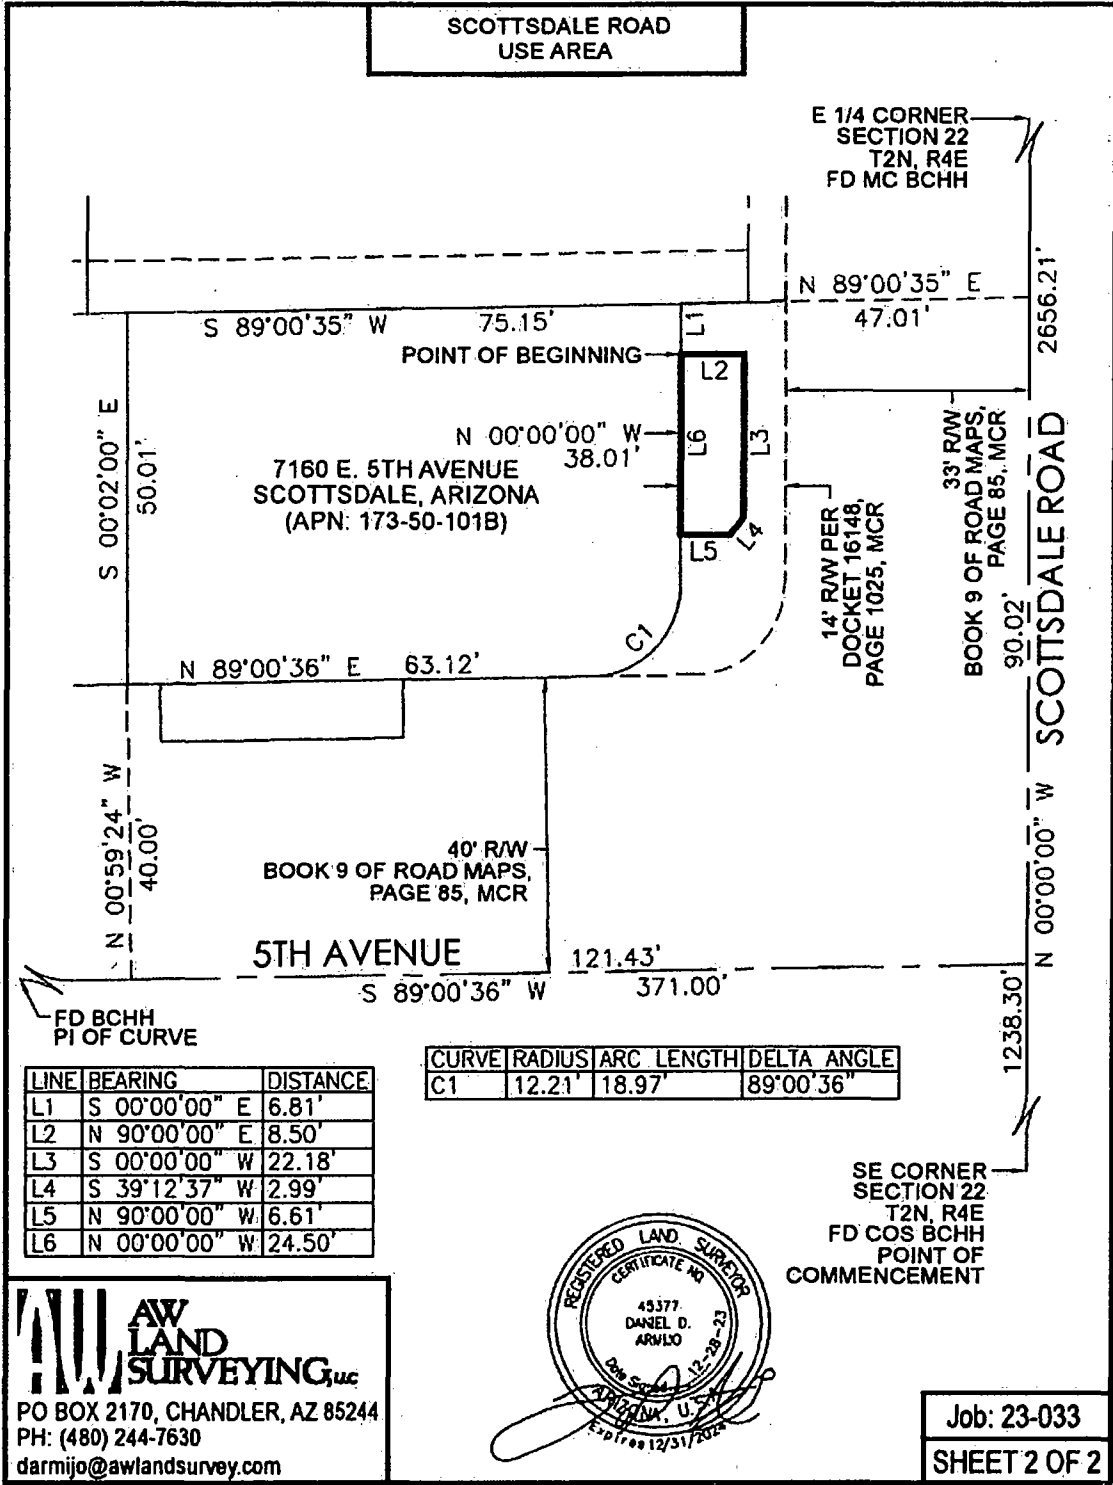 SCOTTSDALE ROAD
USE AREA
E 1/4 CORNER
SECTION 22
T2N, R4E
FD MC BCHH
N 89°00'35" E
47.01'
2656.21'
S 89°00'35" W 75.15'
L1
POINT OF BEGINNING
L2
S 00°02'00" E
50.01'
N 00°00'00" W
38.01'
L6
L3
7160 E. 5TH AVENUE
SCOTTSDALE, ARIZONA
(APN: 173-50-101B)
L5
L4
14' R/W PER
DOCKET 16148,
PAGE 1025, MCR
33' R/W
BOOK 9 OF ROAD MAPS,
PAGE 85, MCR
90.02'
SCOTTSDALE ROAD
C1
N 89°00'36" E 63.12'
N 00°59'24" W
40.00'
40' R/W
BOOK 9 OF ROAD MAPS,
PAGE 85, MCR
N 00°00'00" W
5TH AVENUE
121.43'
S 89°00'36" W
371.00'
1238.30'
FD BCHH
PI OF CURVE
LINE BEARING DISTANCE
L1 S 00°00'00" E 6.81'
L2 N 90°00'00" E 8.50'
L3 S 00°00'00" W 22.18'
L4 S 39°12'37" W 2.99'
L5 N 90°00'00" W 6.61'
L6 N 00°00'00" W 24.50'
CURVE RADIUS ARC LENGTH DELTA ANGLE
C1 12.21' 18.97' 89°00'36"
SE CORNER
SECTION 22
T2N, R4E
FD COS BCHH
POINT OF
COMMENCEMENT
REGISTERED LAND SURVEYOR
CERTIFICATE NO.
45377
DANIEL D.
ARMIJO
Date Signed 12-28-23
ARIZONA, U.S.A.
Expires 12/31/2024
AW
AW
LAND
SURVEYING, LLC
PO BOX 2170, CHANDLER, AZ 85244
PH: (480) 244-7630
darmijo@awlandsurvey.com
Job: 23-033
SHEET 2 OF 2